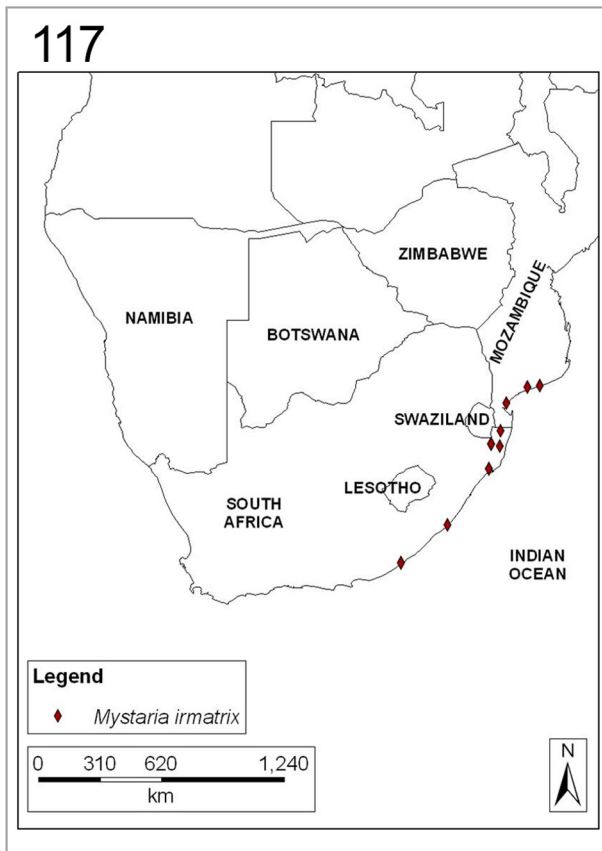 117
ZIMBABWE
MOZAMBIQUE
NAMIBIA
BOTSWANA
SWAZILAND
LESOTHO
SOUTH
AFRICA
INDIAN
OCEAN
Legend
Mystaria irmatrix
0 310 620 1,240
km
N